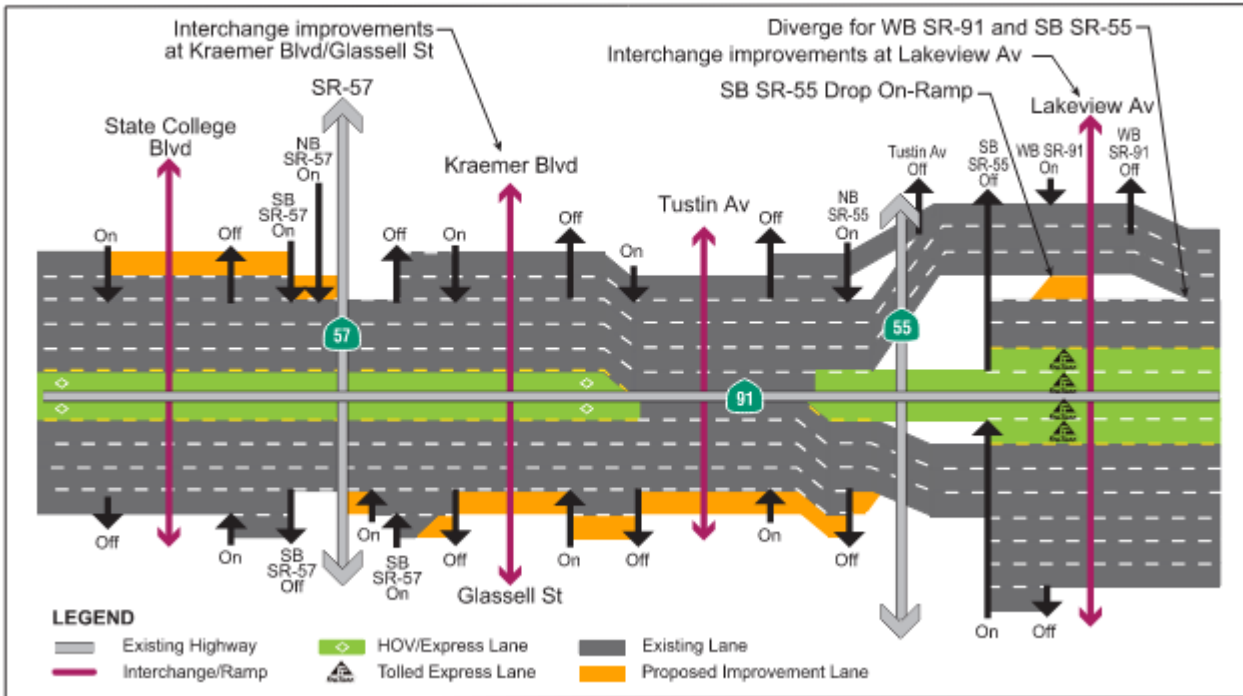 Interchange improvements
at Kraemer Blvd/Glassell St
Diverge for WB SR-91 and SB SR-55
Interchange improvements at Lakeview Av
SB SR-55 Drop On-Ramp
SR-57
State College
Blvd
NB
SR-57
On
SB
SR-57
On
Kraemer Blvd
Tustin Av
Lakeview Av
Tustin Av
Off
SB
SR-55
Off
WB SR-91
On
WB
SR-91
Off
NB
SR-55
On
On
Off
Off
On
Off
On
Off
57
55
91
Off
On
SB
SR-57
Off
On
SB
SR-57
On
Off
On
Off
On
Off
On
Off
Glassell St
LEGEND
Existing Highway
HOV/Express Lane
Existing Lane
Interchange/Ramp
Tolled Express Lane
Proposed Improvement Lane